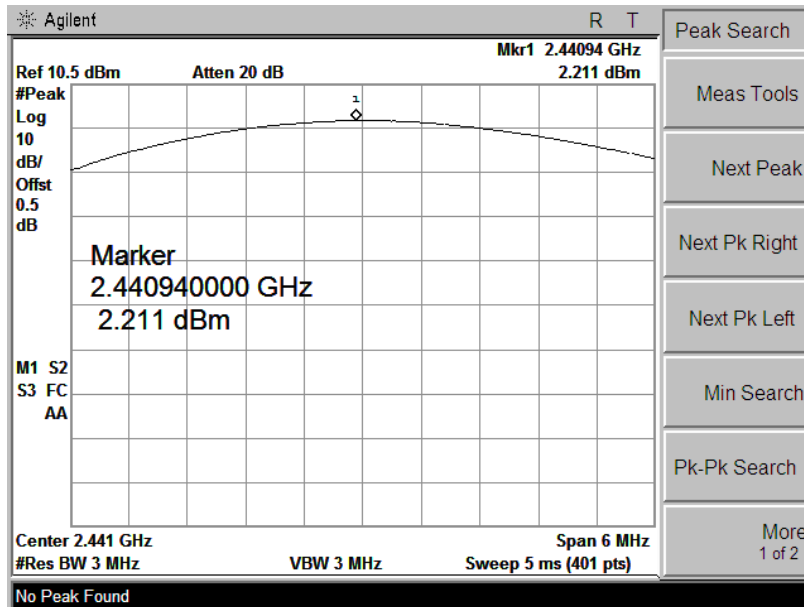 Agilent R T
Mkr1 2.44094 GHz
Ref 10.5 dBm Atten 20 dB 2.211 dBm
#Peak
Log
10
dB/
Offst
0.5
dB
1
Marker
2.440940000 GHz
2.211 dBm
M1 S2
S3 FC
AA
Center 2.441 GHz Span 6 MHz
#Res BW 3 MHz VBW 3 MHz Sweep 5 ms (401 pts)
No Peak Found
Peak Search
Meas Tools
Next Peak
Next Pk Right
Next Pk Left
Min Search
Pk-Pk Search
More
1 of 2